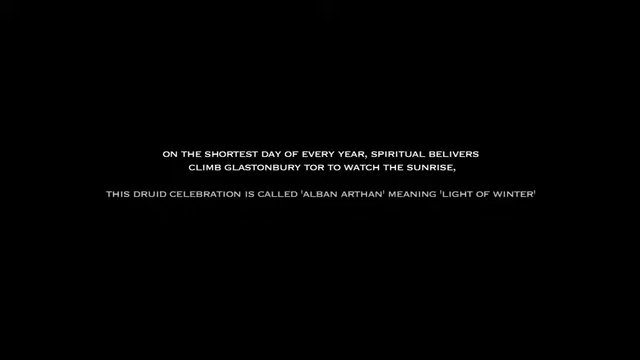 ON THE SHORTEST DAY OF EVERY YEAR, SPIRITUAL BELIVERS
CLIMB GLASTONBURY TOR TO WATCH THE SUNRISE,
THIS DRUID CELEBRATION IS CALLED 'ALBAN ARTHAN' MEANING 'LIGHT OF WINTER'